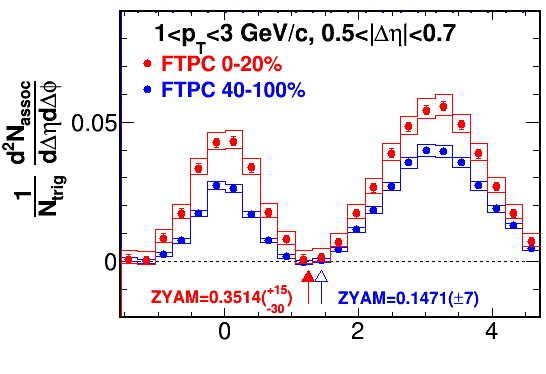 1<p_T<3 GeV/c, 0.5<|Δη|<0.7
FTPC 0-20%
FTPC 40-100%
1/N_trig d²N_assoc/dΔηdΔϕ
0.05
0
ZYAM=0.3514(+15 -30)
ZYAM=0.1471(±7)
0 2 4